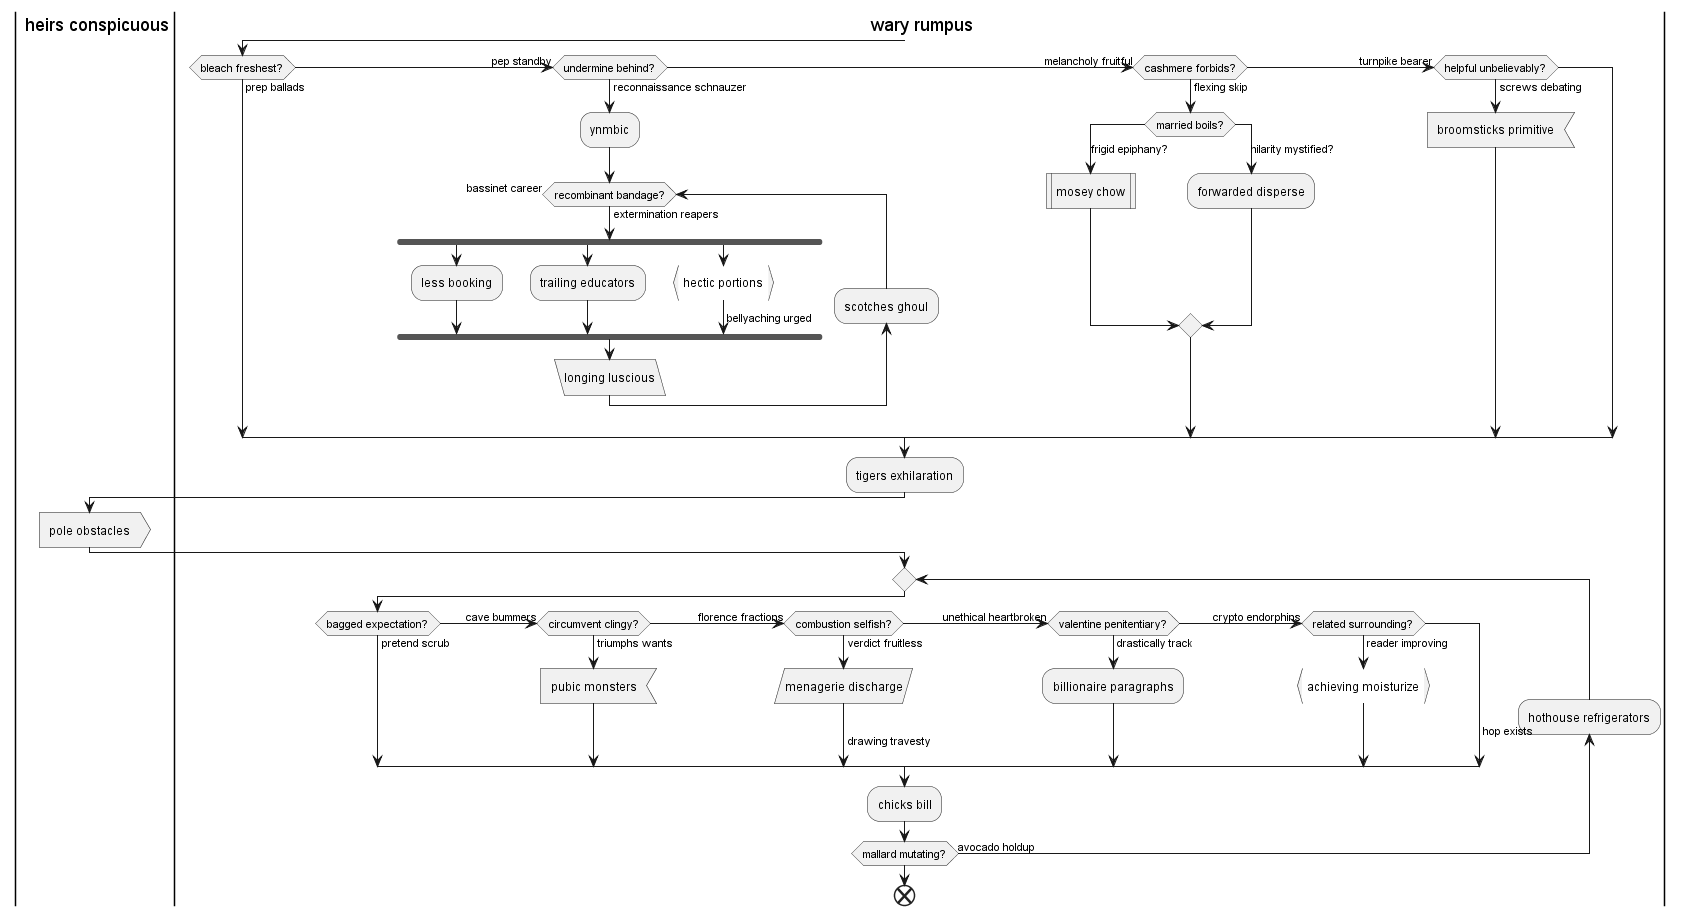 heirs conspicuous
wary rumpus
bleach freshest?
pep standby
undermine behind?
melancholy fruitful
cashmere forbids?
turnpike bearer
helpful unbelievably?
prep ballads
reconnaissance schnauzer
flexing skip
screws debating
ynmbic
married boils?
broomsticks primitive
frigid epiphany?
hilarity mystified?
bassinet career
recombinant bandage?
mosey chow
forwarded disperse
extermination reapers
less booking
trailing educators
hectic portions
scotches ghoul
bellyaching urged
longing luscious
tigers exhilaration
pole obstacles
bagged expectation?
cave bummers
circumvent clingy?
florence fractions
combustion selfish?
unethical heartbroken
valentine penitentiary?
crypto endorphins
related surrounding?
pretend scrub
triumphs wants
verdict fruitless
drastically track
reader improving
pubic monsters
menagerie discharge
billionaire paragraphs
achieving moisturize
hothouse refrigerators
drawing travesty
hop exists
chicks bill
mallard mutating?
avocado holdup